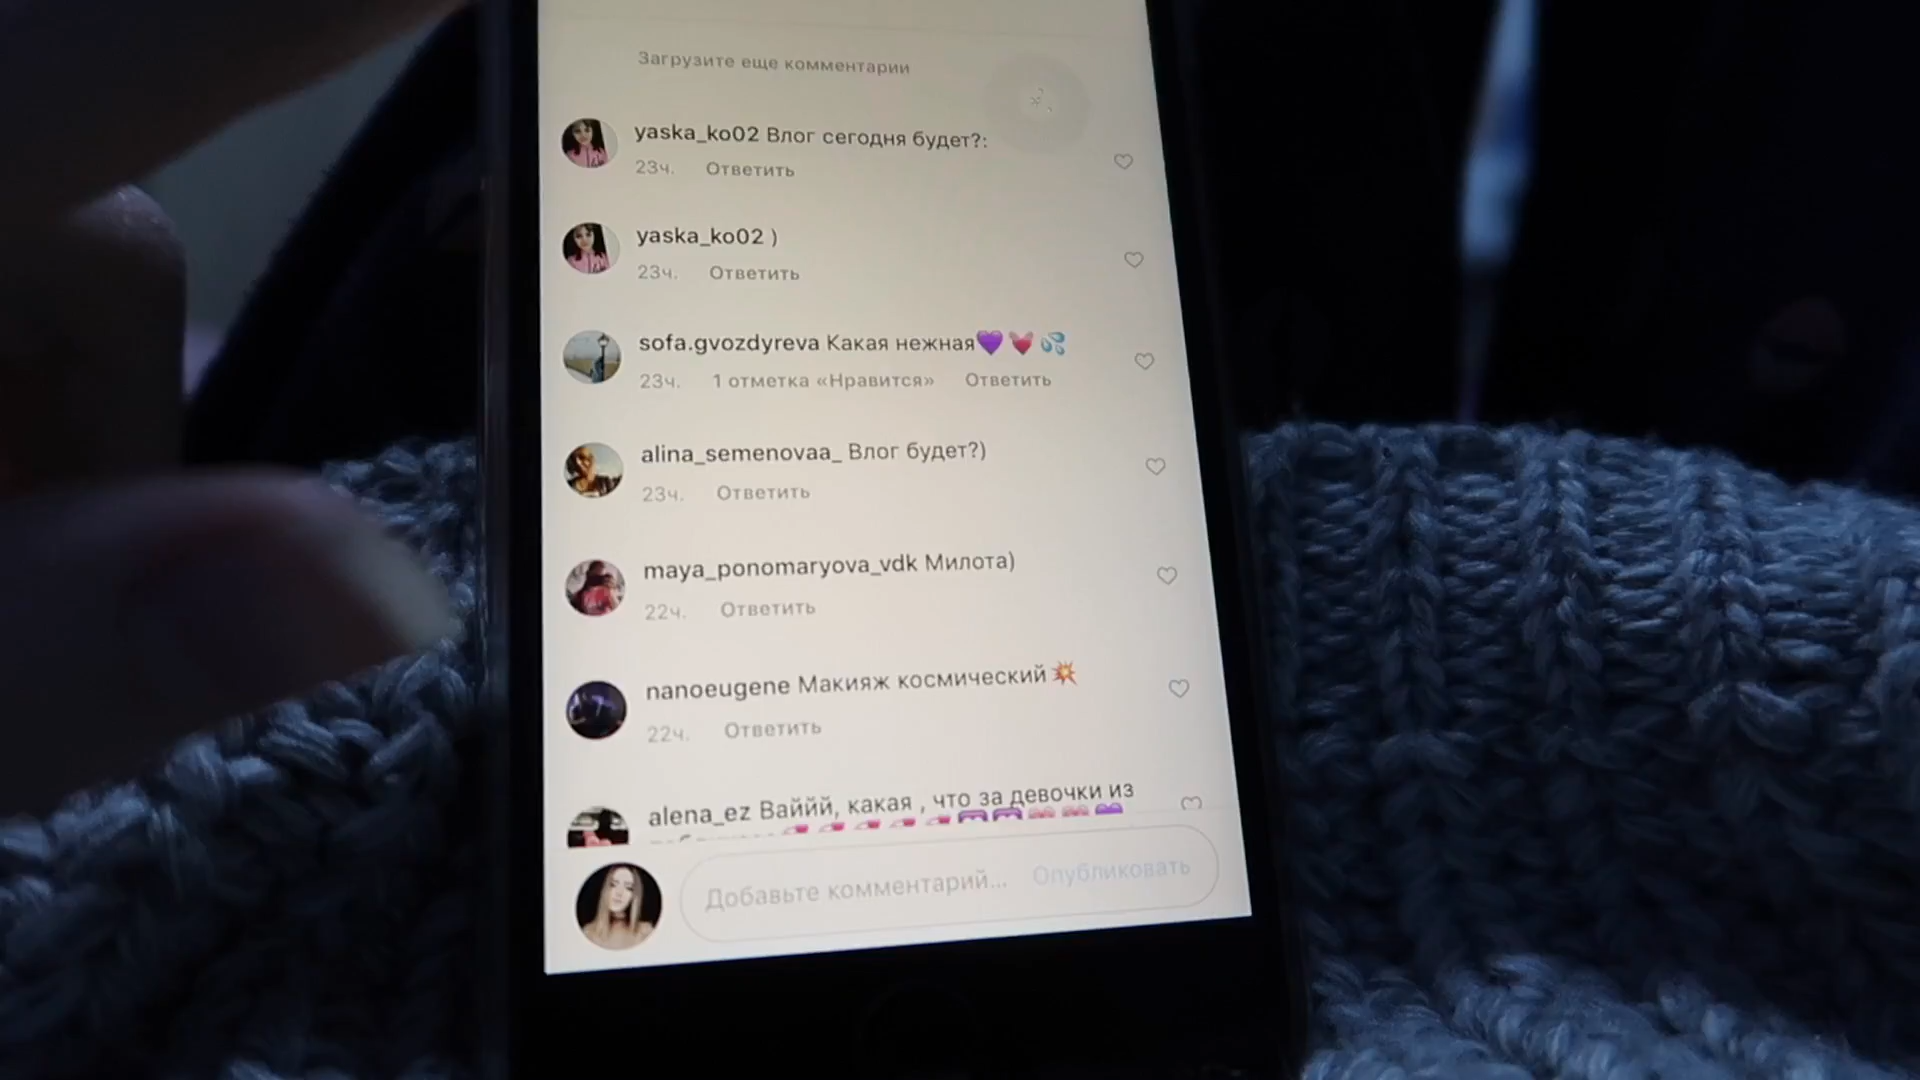 Загрузите еще комментарии
yaska_ko02 Влог сегодня будет?:
23ч. Ответить
yaska_ko02 )
23ч. Ответить
sofa.gvozdyreva Какая нежная💜💓💦
23ч. 1 отметка «Нравится» Ответить
alina_semenovaa_ Влог будет?)
23ч. Ответить
maya_ponomaryova_vdk Милота)
22ч. Ответить
nanoeugene Макияж космический💥
22ч. Ответить
alena_ez Ваййй, какая , что за девочки из
Добавьте комментарий... Опубликовать